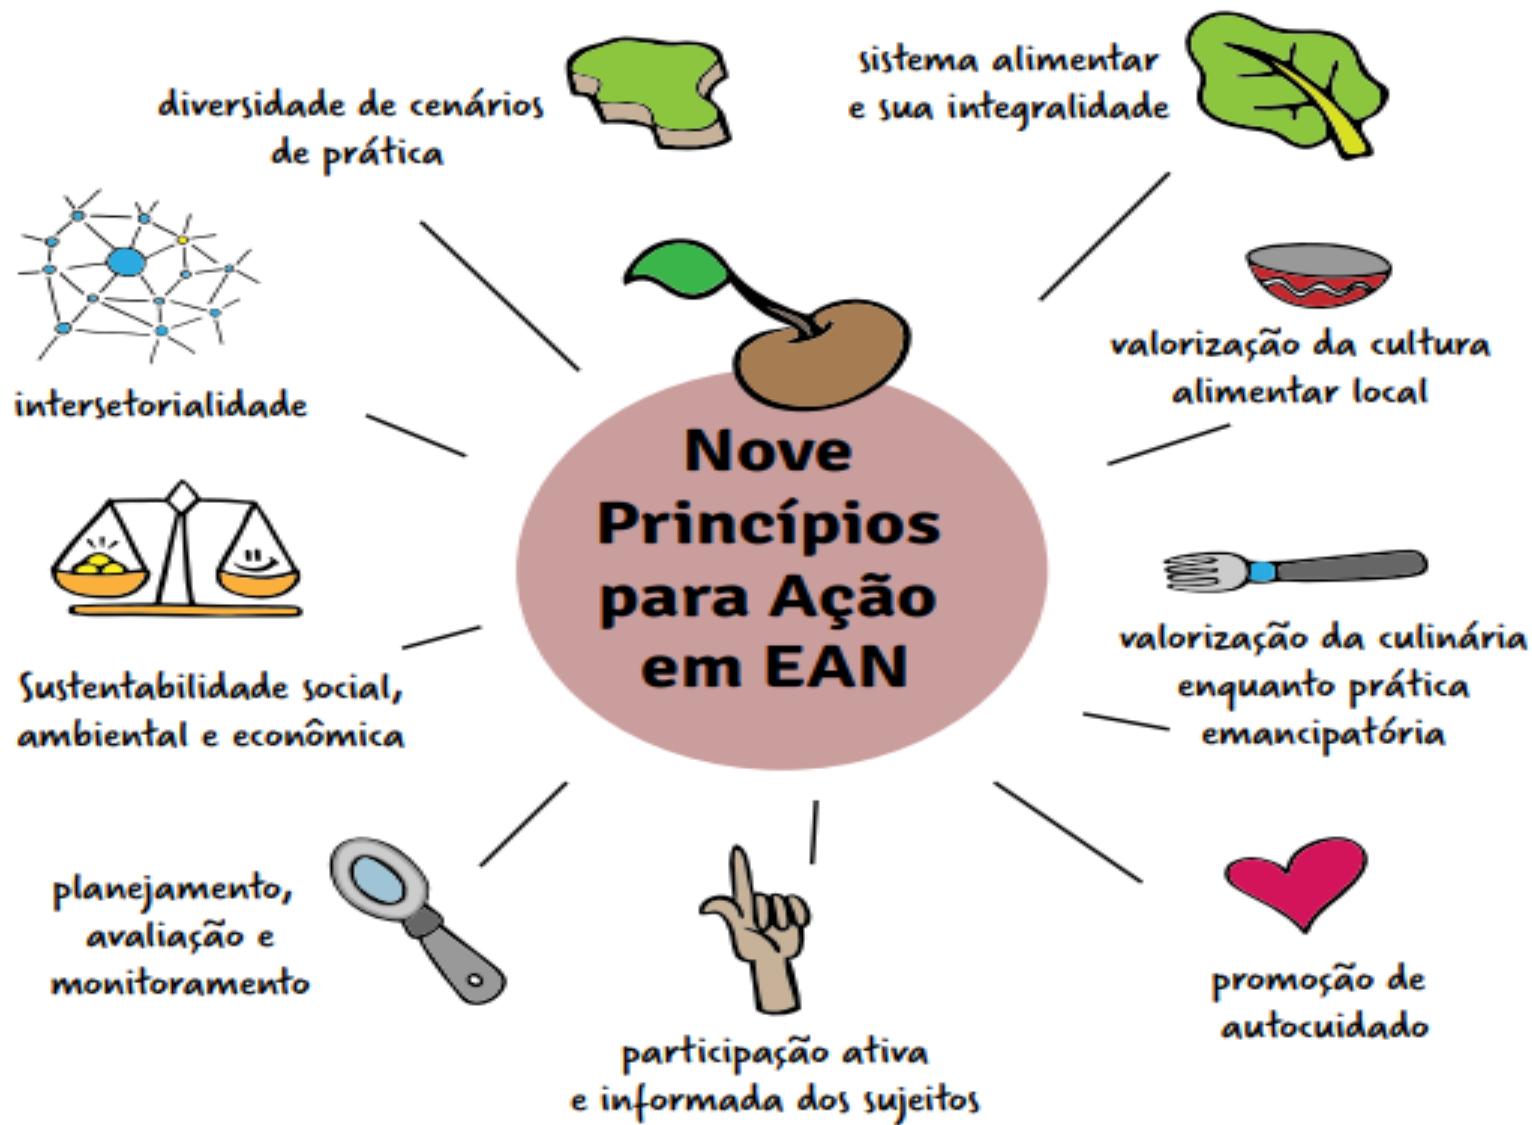 diversidade de cenários
de prática
sistema alimentar
e sua integralidade
intersetorialidade
valorização da cultura
alimentar local
Nove
Princípios
para Ação
em EAN
Sustentabilidade social,
ambiental e econômica
valorização da culinária
enquanto prática
emancipatória
planejamento,
avaliação e
monitoramento
participação ativa
e informada dos sujeitos
promoção de
autocuidado